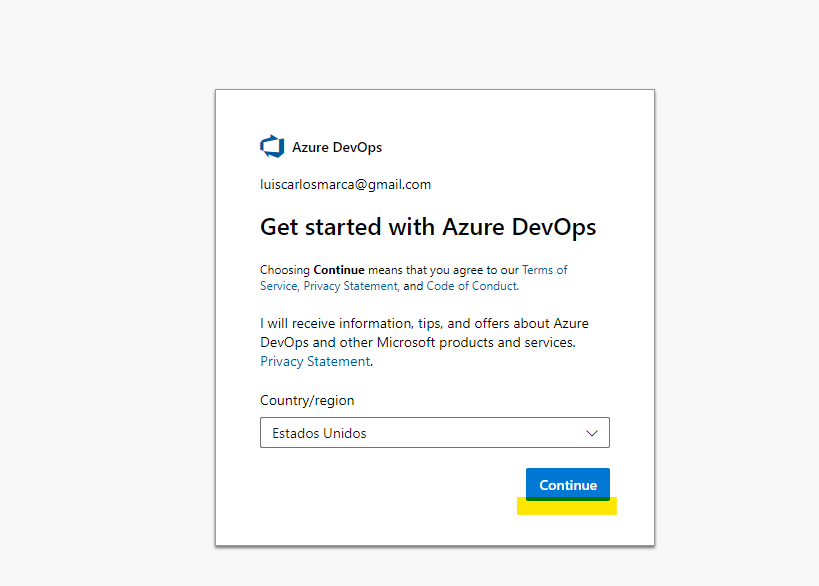 Azure DevOps
luiscarlosmarca@gmail.com
Get started with Azure DevOps
Choosing Continue means that you agree to our Terms of
Service, Privacy Statement, and Code of Conduct.
I will receive information, tips, and offers about Azure
DevOps and other Microsoft products and services.
Privacy Statement.
Country/region
Estados Unidos
Continue